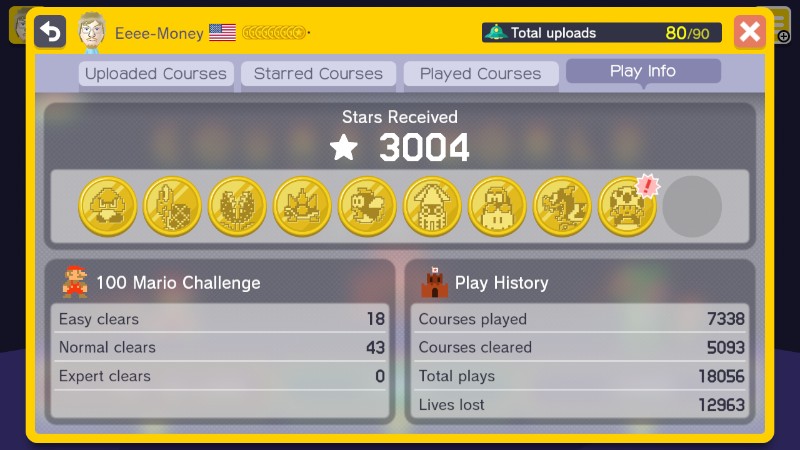 Eeee-Money
Total uploads 80/90
Uploaded Courses
Starred Courses
Played Courses
Play Info
Stars Received
3004
!
100 Mario Challenge
Easy clears 18
Normal clears 43
Expert clears 0
Play History
Courses played 7338
Courses cleared 5093
Total plays 18056
Lives lost 12963